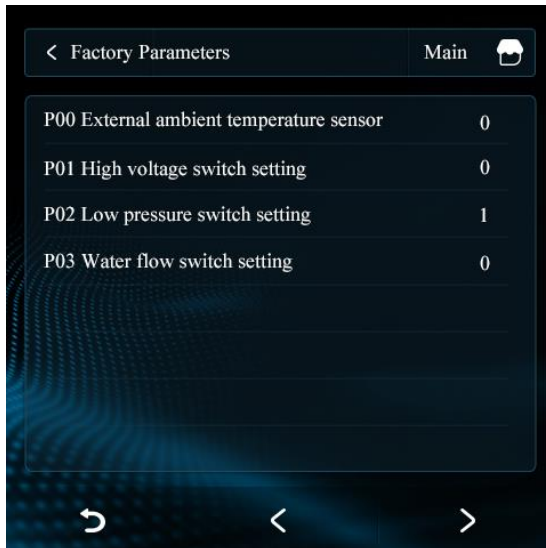 Factory Parameters Main
P00 External ambient temperature sensor 0
P01 High voltage switch setting 0
P02 Low pressure switch setting 1
P03 Water flow switch setting 0